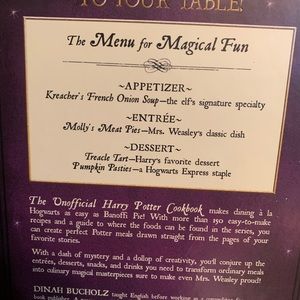 TO YOUR TABLE!
The Menu for Magical Fun
~APPETIZER~
Kreacher's French Onion Soup—the elf's signature specialty
~ENTRÉE~
Molly's Meat Pies—Mrs. Weasley's classic dish
~DESSERT~
Treacle Tart—Harry's favorite dessert
Pumpkin Pasties—a Hogwarts Express staple
The Unofficial Harry Potter Cookbook makes dining à la
Hogwarts as easy as Banoffi Pie! With more than 150 easy-to-make
recipes and a guide to where the foods can be found in the series, you
can create perfect Potter meals drawn straight from the pages of your
favorite stories.
With a dash of mystery and a dollop of creativity, you'll conjure up the
entrées, desserts, snacks, and drinks you need to transform ordinary meals
into culinary magical masterpieces sure to make even Mrs. Weasley proud!
DINAH BUCHOLZ taught English before working as a